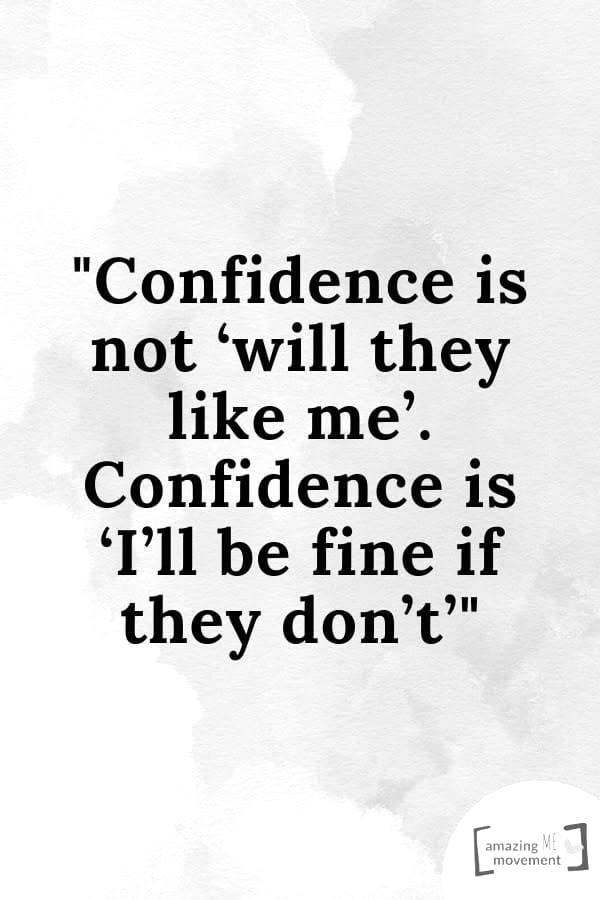 "Confidence is
not ‘will they
like me’.
Confidence is
‘I’ll be fine if
they don’t’"
amazing ME
movement